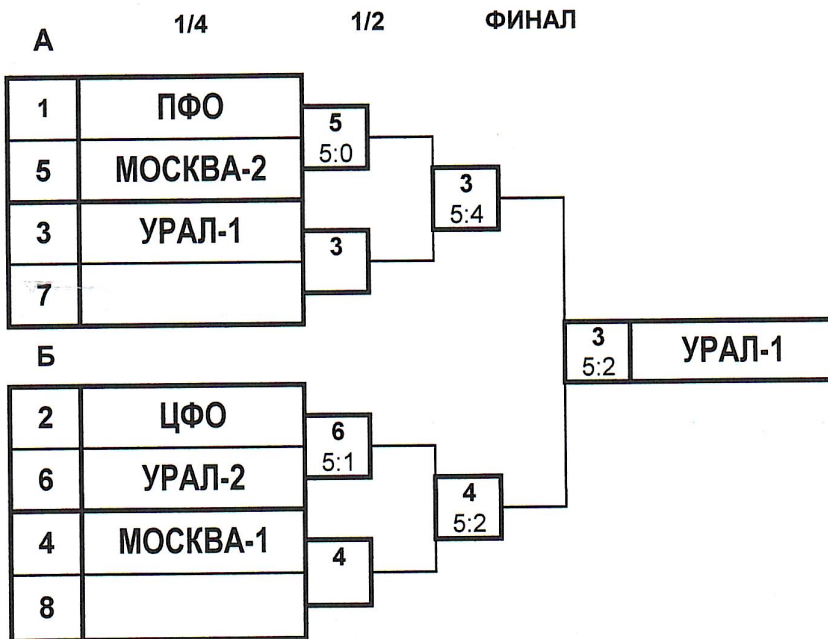 1/4 1/2 ФИНАЛ
А
1 ПФО
5
5:0
5 МОСКВА-2
3
5:4
3 УРАЛ-1
3
7
3
5:2
УРАЛ-1
Б
2 ЦФО
6
5:1
6 УРАЛ-2
4
5:2
4 МОСКВА-1
4
8